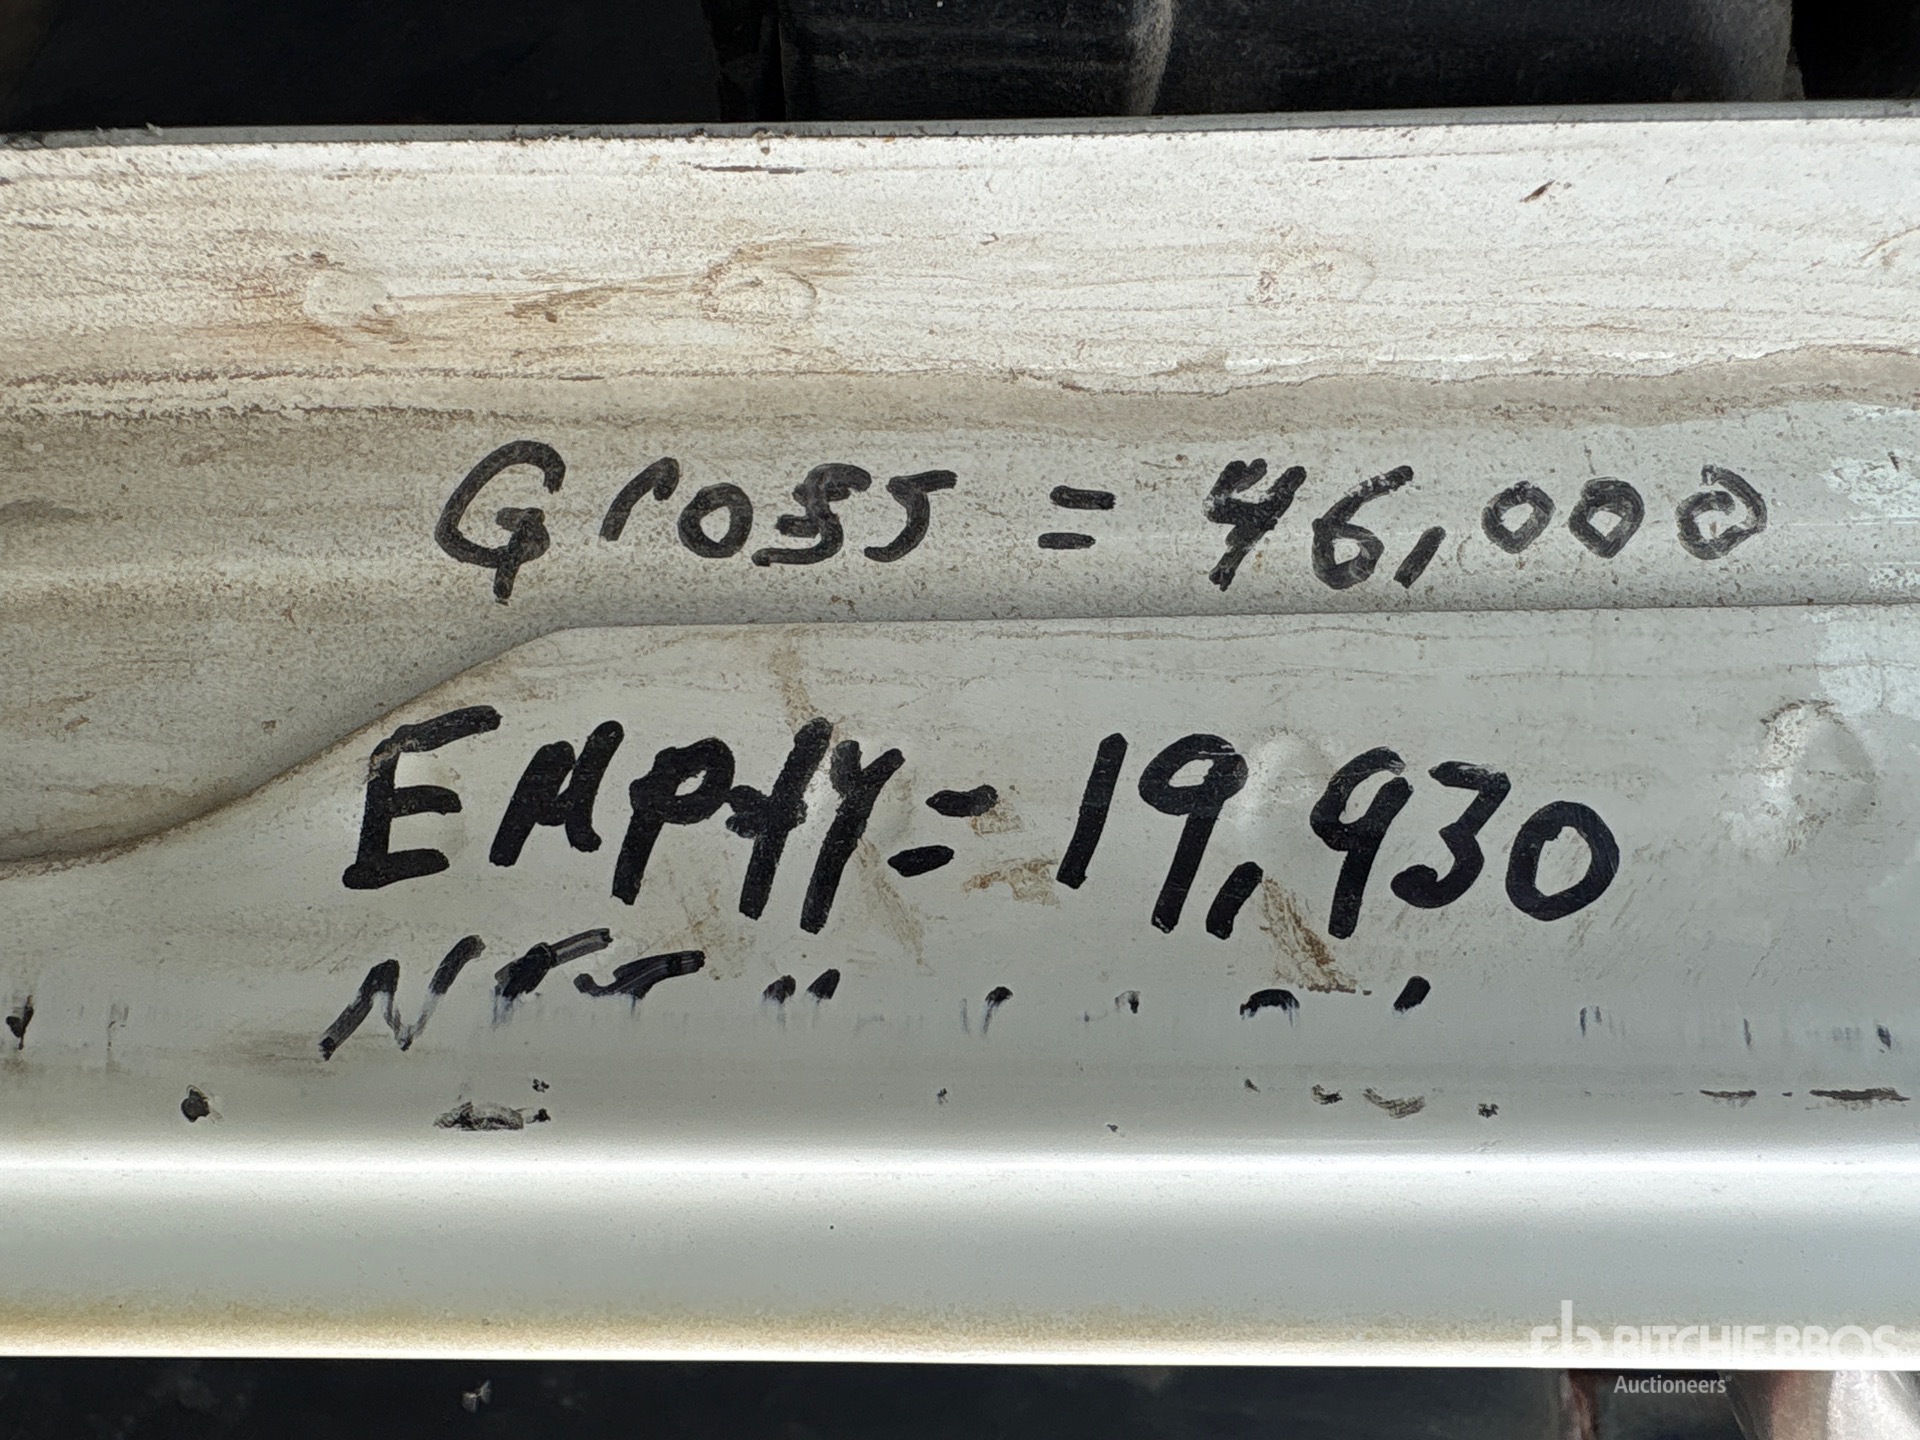 Gross = 46,000
EMPty = 19,930
RITCHIE BROS.
Auctioneers